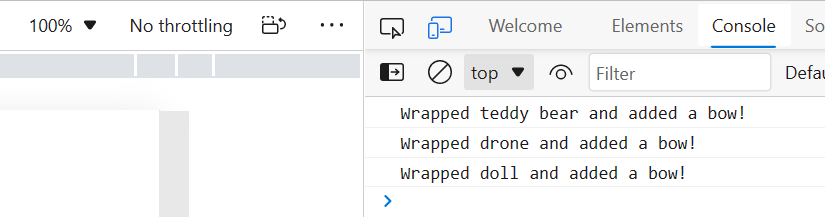 100% No throttling Welcome Elements Console So
top Filter Defau
Wrapped teddy bear and added a bow!
Wrapped drone and added a bow!
Wrapped doll and added a bow!